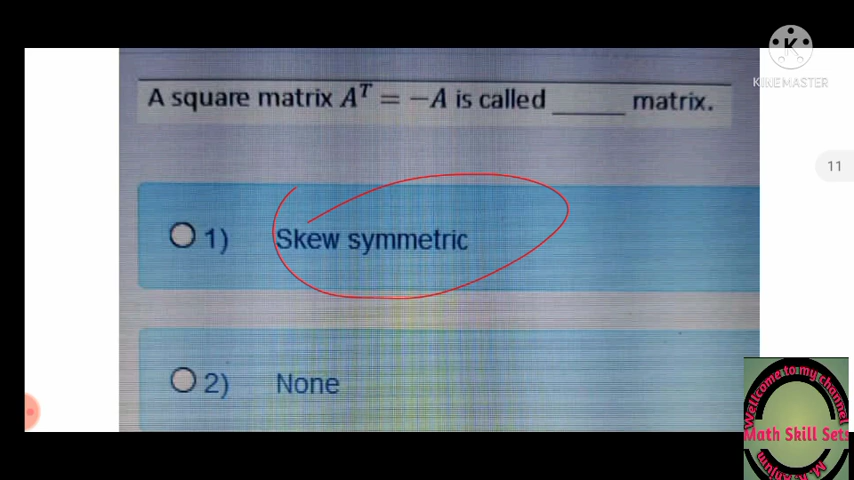 KINEMASTER
A square matrix A^T = −A is called _____ matrix.
11
1) Skew symmetric
2) None
Wellcome to my channel
Math Skill Sets